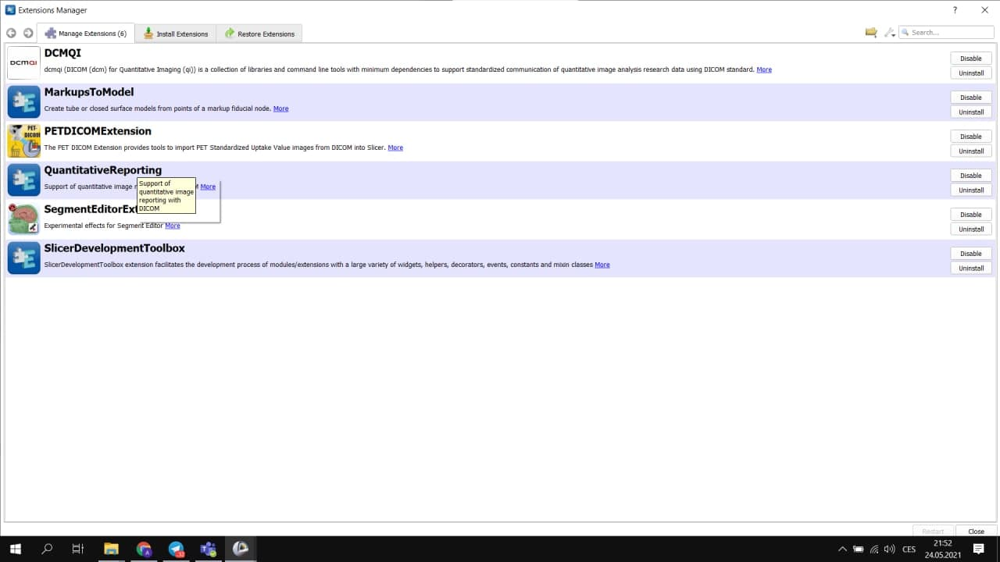 Extensions Manager
?
Manage Extensions (6)
Install Extensions
Restore Extensions
Search...
DCMQI
DCMQI
dcmqi (DICOM (dcm) for Quantitative Imaging (qi)) is a collection of libraries and command line tools with minimum dependencies to support standardized communication of quantitative image analysis research data using DICOM standard. More
Disable
Uninstall
MarkupsToModel
Create tube or closed surface models from points of a markup fiducial node. More
Disable
Uninstall
PET-
DICOM
PETDICOMExtension
The PET DICOM Extension provides tools to import PET Standardized Uptake Value images from DICOM into Slicer. More
Disable
Uninstall
QuantitativeReporting
Support of quantitative image r
More
Support of
quantitative image
reporting with
DICOM
Disable
Uninstall
SegmentEditorExt
Experimental effects for Segment Editor More
Disable
Uninstall
SlicerDevelopmentToolbox
SlicerDevelopmentToolbox extension facilitates the development process of modules/extensions with a large variety of widgets, helpers, decorators, events, constants and mixin classes More
Disable
Uninstall
Restart
Close
CES
21:52
24.05.2021